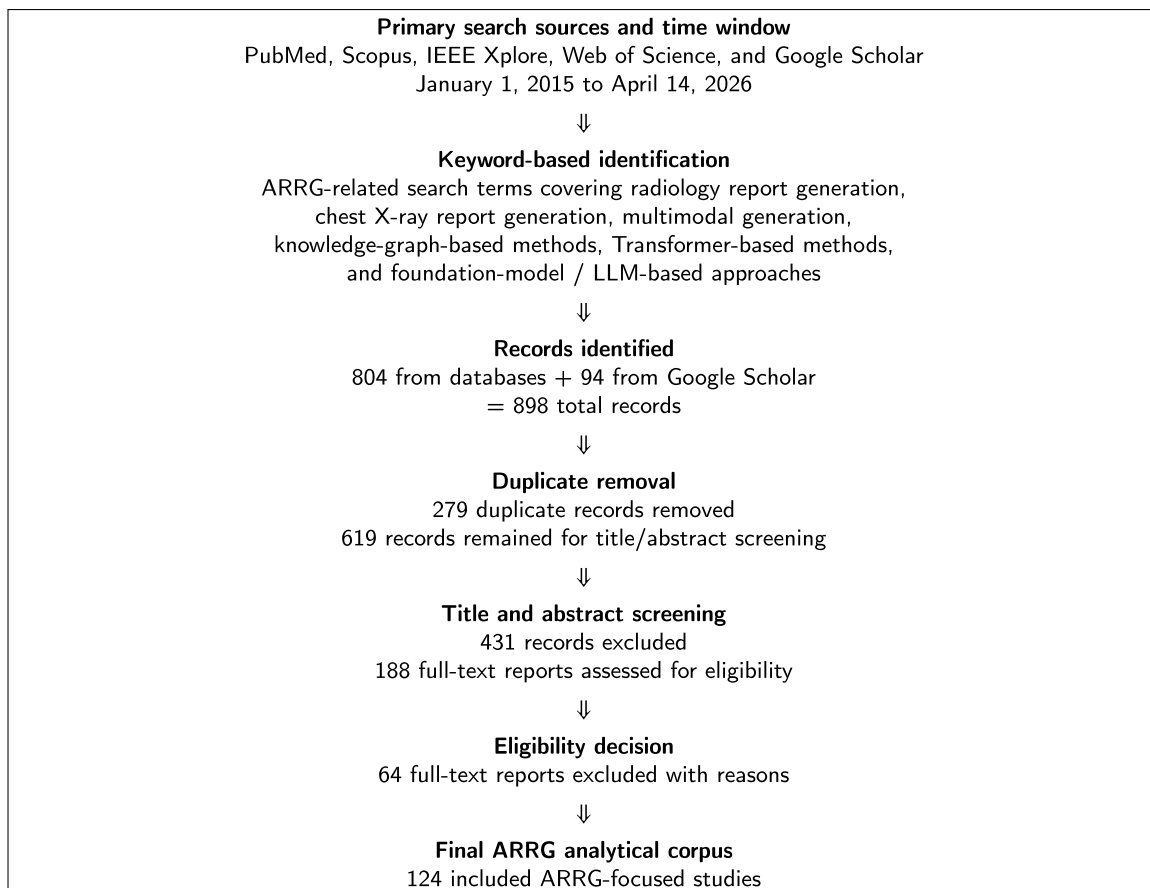 Primary search sources and time window
PubMed, Scopus, IEEE Xplore, Web of Science, and Google Scholar
January 1, 2015 to April 14, 2026
⇓
Keyword-based identification
ARRG-related search terms covering radiology report generation,
chest X-ray report generation, multimodal generation,
knowledge-graph-based methods, Transformer-based methods,
and foundation-model / LLM-based approaches
⇓
Records identified
804 from databases + 94 from Google Scholar
= 898 total records
⇓
Duplicate removal
279 duplicate records removed
619 records remained for title/abstract screening
⇓
Title and abstract screening
431 records excluded
188 full-text reports assessed for eligibility
⇓
Eligibility decision
64 full-text reports excluded with reasons
⇓
Final ARRG analytical corpus
124 included ARRG-focused studies